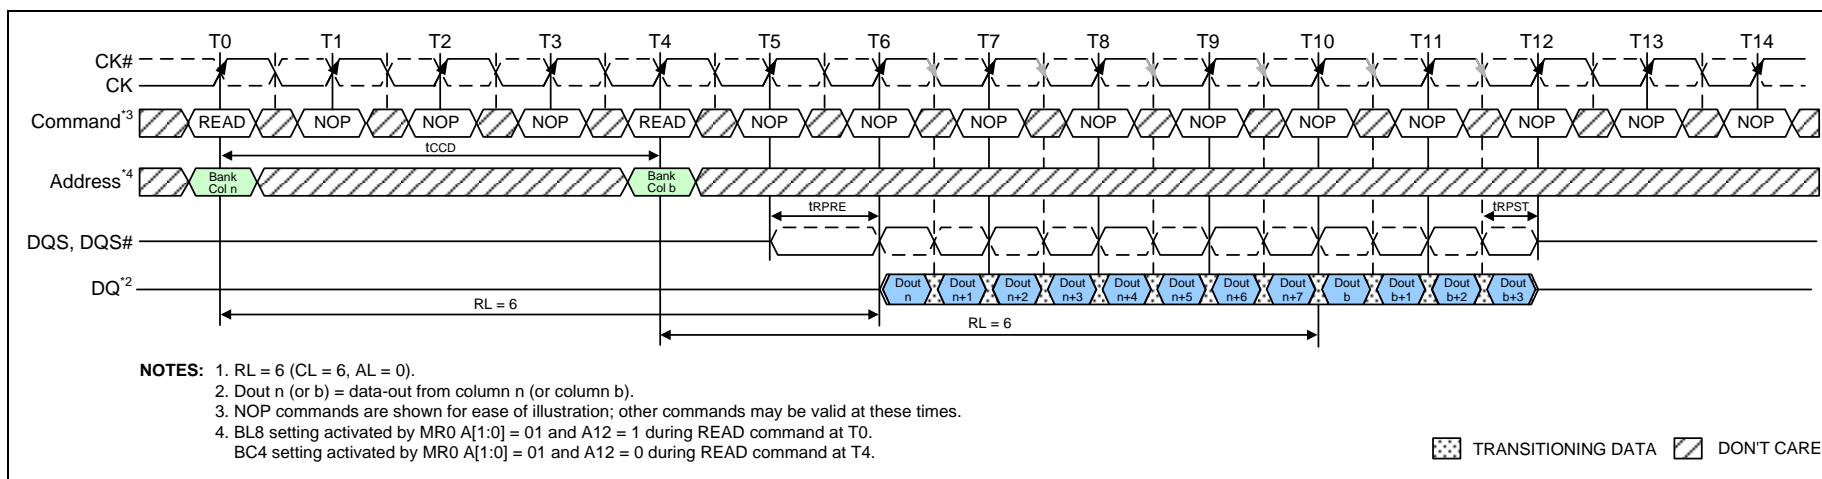 T0 T1 T2 T3 T4 T5 T6 T7 T8 T9 T10 T11 T12 T13 T14
CK#
CK
Command*3 READ NOP NOP NOP READ NOP NOP NOP NOP NOP NOP NOP NOP NOP NOP
tCCD
Address*4 Bank Col n Bank Col b
tRPRE tRPST
DQS, DQS#
DQ*2 Dout n Dout n+1 Dout n+2 Dout n+3 Dout n+4 Dout n+5 Dout n+6 Dout n+7 Dout b Dout b+1 Dout b+2 Dout b+3
RL = 6
RL = 6
NOTES: 1. RL = 6 (CL = 6, AL = 0).
2. Dout n (or b) = data-out from column n (or column b).
3. NOP commands are shown for ease of illustration; other commands may be valid at these times.
4. BL8 setting activated by MR0 A[1:0] = 01 and A12 = 1 during READ command at T0.
BC4 setting activated by MR0 A[1:0] = 01 and A12 = 0 during READ command at T4.
TRANSITIONING DATA DON'T CARE